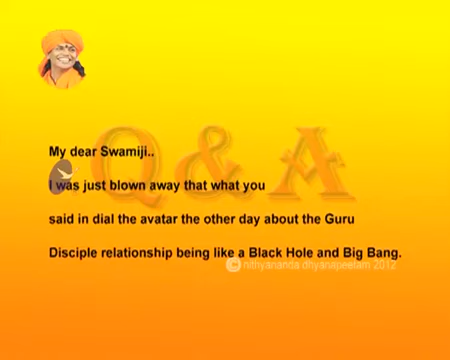 Q & A
My dear Swamiji..
I was just blown away that what you
said in dial the avatar the other day about the Guru
Disciple relationship being like a Black Hole and Big Bang.
© nithyananda dhyanapeetam 2012